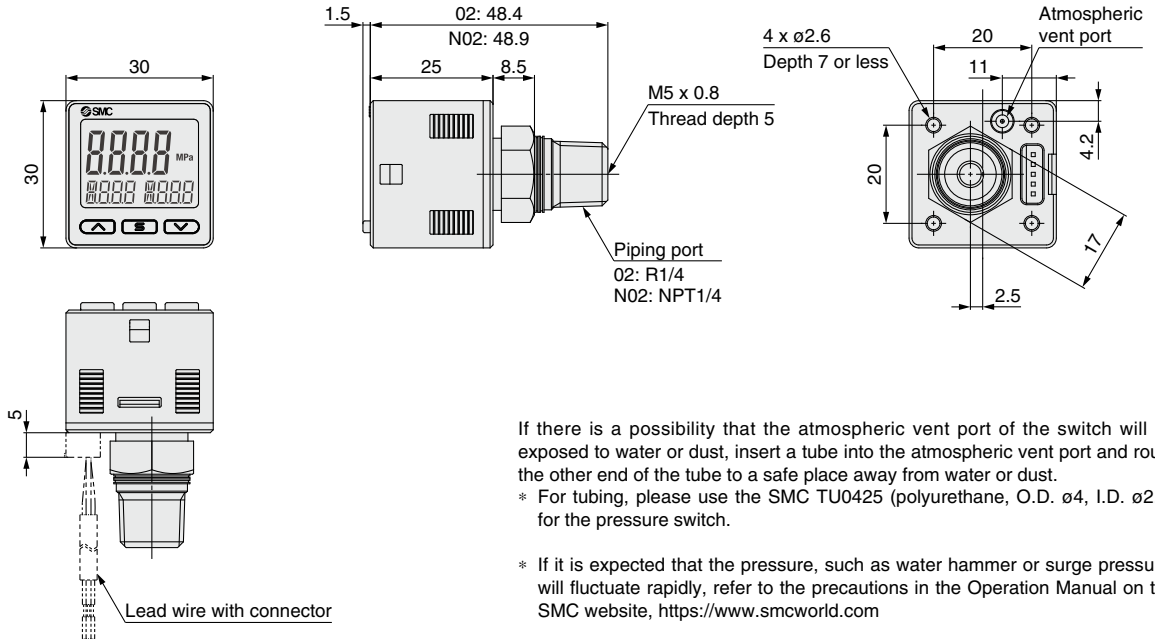 1.5
02: 48.4
N02: 48.9
25
8.5
M5 x 0.8
Thread depth 5
Piping port
02: R1/4
N02: NPT1/4
30
30
SMC
8.8.8.8
MPa
4 x ø2.6
Depth 7 or less
20
Atmospheric
vent port
11
4.2
20
17
2.5
5
Lead wire with connector
If there is a possibility that the atmospheric vent port of the switch will
exposed to water or dust, insert a tube into the atmospheric vent port and rou
the other end of the tube to a safe place away from water or dust.
∗ For tubing, please use the SMC TU0425 (polyurethane, O.D. ø4, I.D. ø2
for the pressure switch.
∗ If it is expected that the pressure, such as water hammer or surge pressu
will fluctuate rapidly, refer to the precautions in the Operation Manual on t
SMC website, https://www.smcworld.com